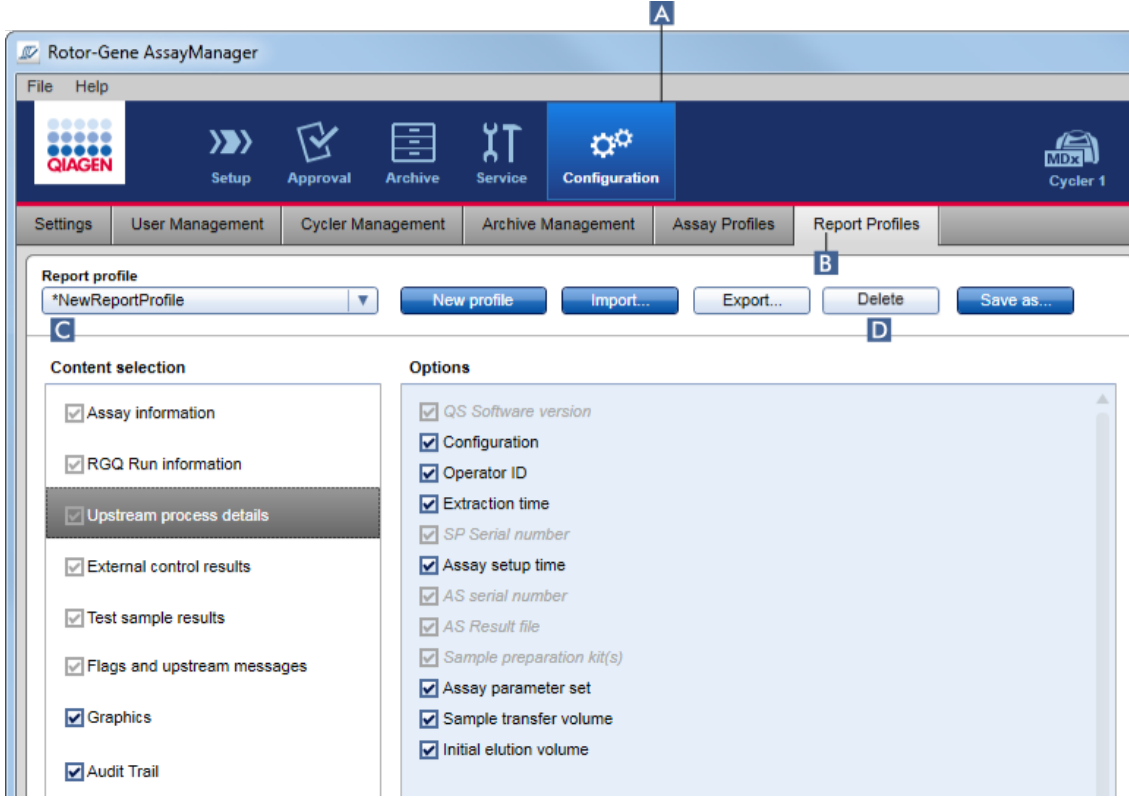 A
Rotor-Gene AssayManager
File Help
QIAGEN
Setup Approval Archive Service Configuration MDx Cycler 1
Settings User Management Cycler Management Archive Management Assay Profiles Report Profiles
B
Report profile
*NewReportProfile New profile Import... Export... Delete Save as...
C D
Content selection
Assay information
RGQ Run information
Upstream process details
External control results
Test sample results
Flags and upstream messages
Graphics
Audit Trail
Options
QS Software version
Configuration
Operator ID
Extraction time
SP Serial number
Assay setup time
AS serial number
AS Result file
Sample preparation kit(s)
Assay parameter set
Sample transfer volume
Initial elution volume